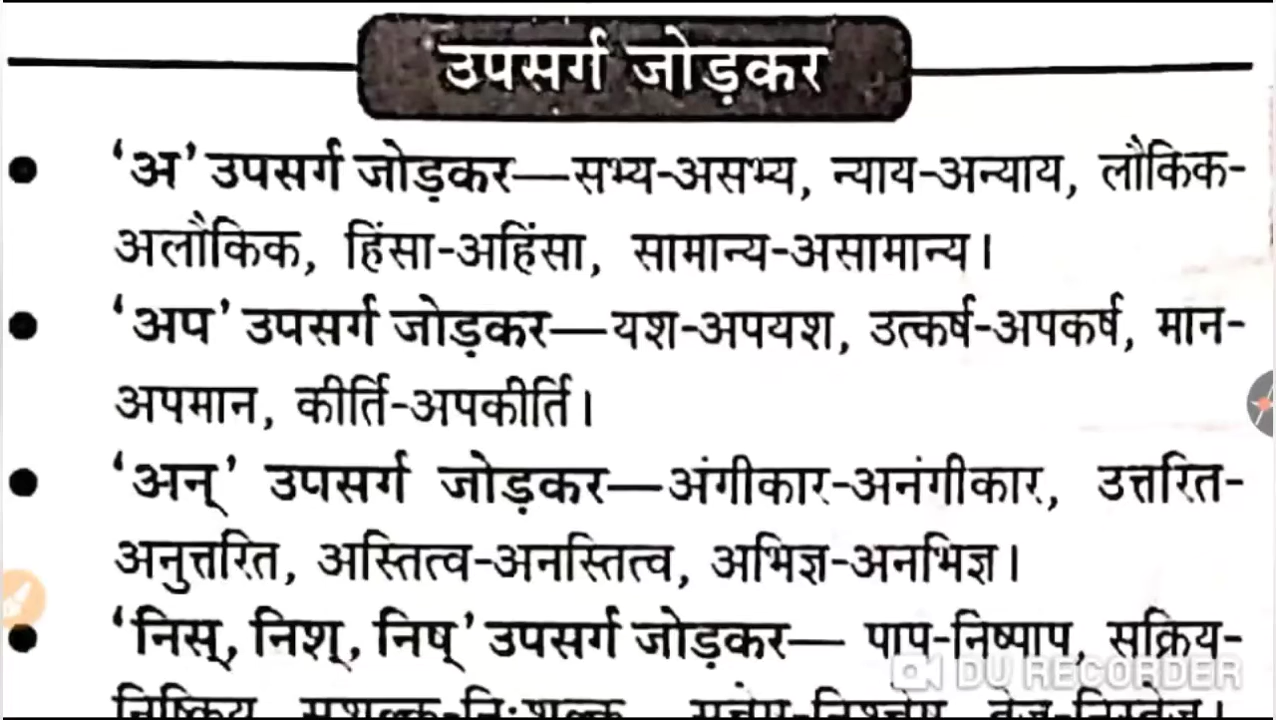 उपसर्ग जोड़कर
● ‘अ’ उपसर्ग जोड़कर—सभ्य-असभ्य, न्याय-अन्याय, लौकिक-
अलौकिक, हिंसा-अहिंसा, सामान्य-असामान्य।
● ‘अप’ उपसर्ग जोड़कर—यश-अपयश, उत्कर्ष-अपकर्ष, मान-
अपमान, कीर्ति-अपकीर्ति।
● ‘अन्’ उपसर्ग जोड़कर—अंगीकार-अनंगीकार, उत्तरित-
अनुत्तरित, अस्तित्व-अनस्तित्व, अभिज्ञ-अनभिज्ञ।
● ‘निस्, निश्, निष्’ उपसर्ग जोड़कर— पाप-निष्पाप, सक्रिय-
DU RECORDER